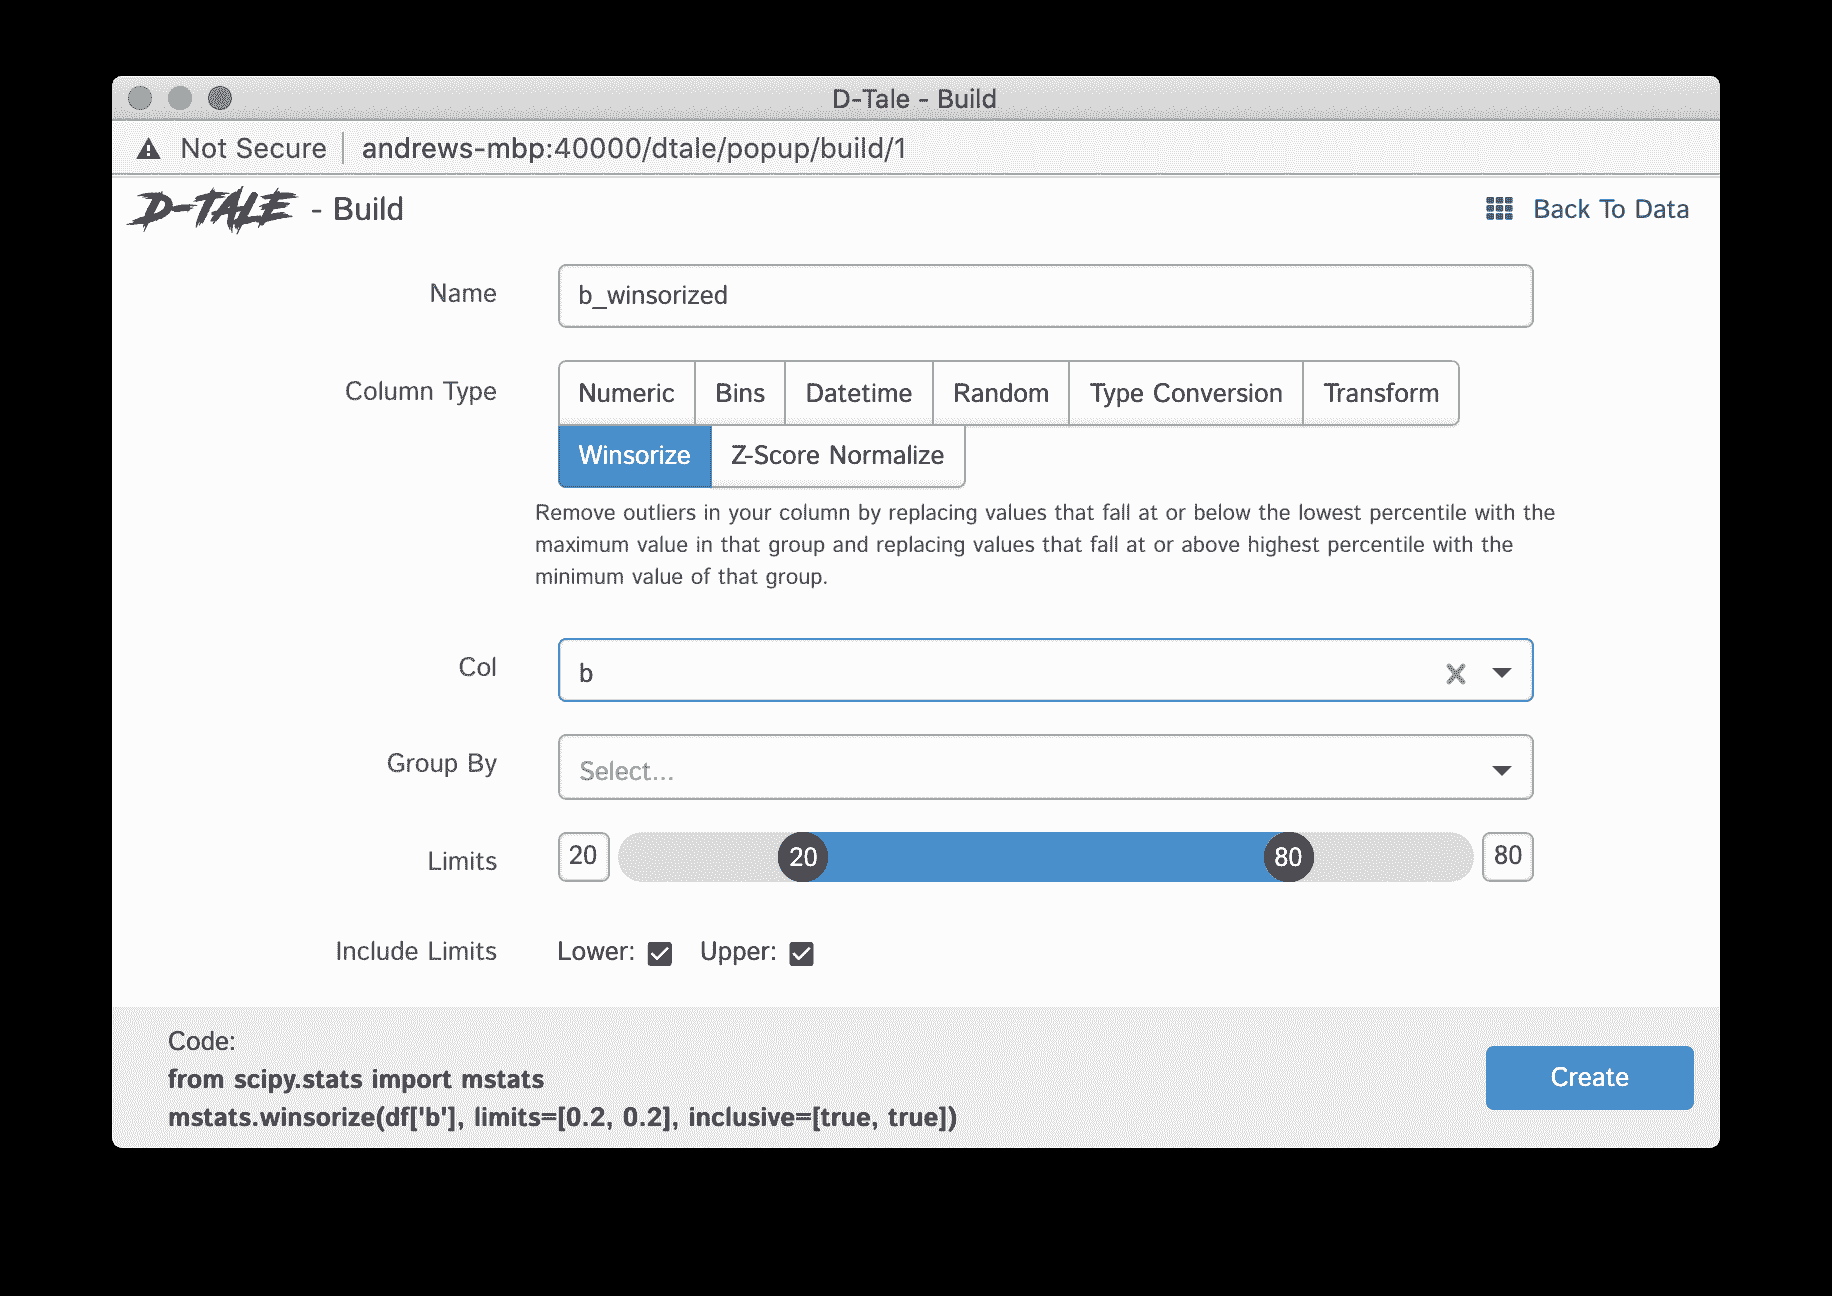 D-Tale - Build
Not Secure andrews-mbp:40000/dtale/popup/build/1
D-TALE - Build
Back To Data
Name
b_winsorized
Column Type
Numeric Bins Datetime Random Type Conversion Transform
Winsorize Z-Score Normalize
Remove outliers in your column by replacing values that fall at or below the lowest percentile with the
maximum value in that group and replacing values that fall at or above highest percentile with the
minimum value of that group.
Col
b
Group By
Select...
Limits
20 20 80 80
Include Limits
Lower: Upper:
Code:
from scipy.stats import mstats
mstats.winsorize(df['b'], limits=[0.2, 0.2], inclusive=[true, true])
Create